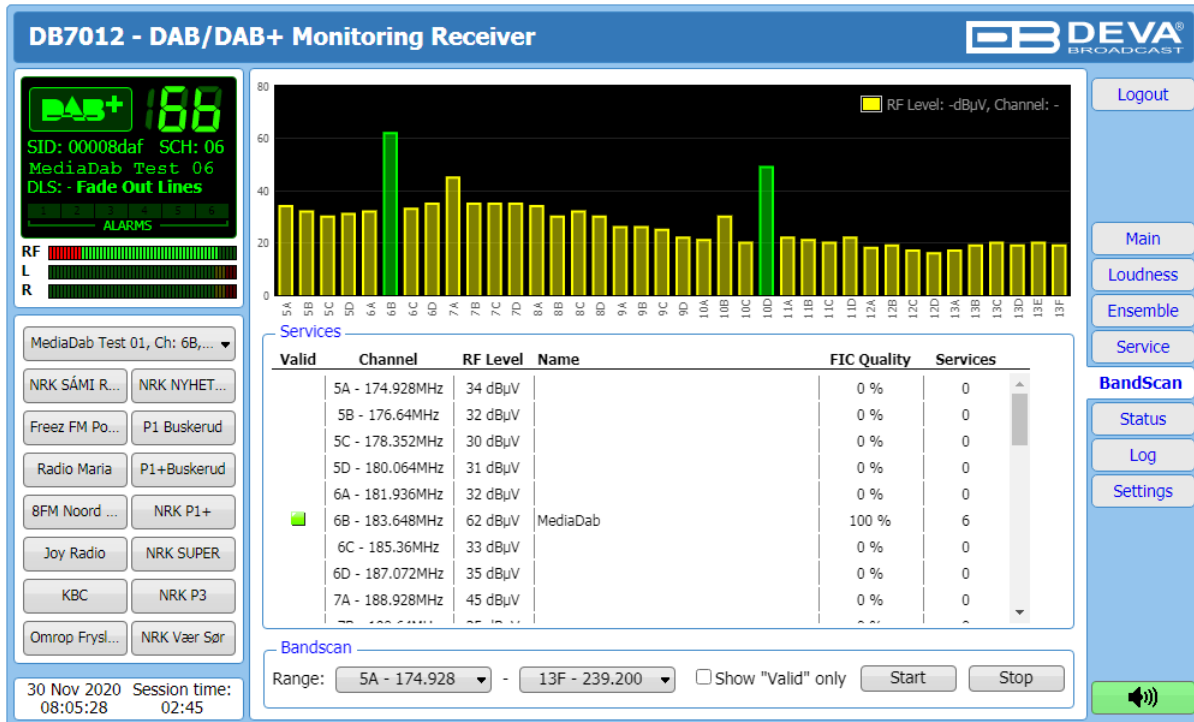 DB7012 - DAB/DAB+ Monitoring Receiver
DEVA®
BROADCAST
DAB+
6b
SID: 00008daf SCH: 06
MediaDab Test 06
DLS: - Fade Out Lines
1 2 3 4 5 6
ALARMS
RF
L
R
MediaDab Test 01, Ch: 6B,...
NRK SÁMI R... NRK NYHET...
Freez FM Po... P1 Buskerud
Radio Maria P1+Buskerud
8FM Noord ... NRK P1+
Joy Radio NRK SUPER
KBC NRK P3
Omrop Frysl... NRK Vær Sør
30 Nov 2020 Session time:
08:05:28 02:45
80
60
40
20
0
RF Level: -dBµV, Channel: -
5A 5B 5C 5D 6A 6B 6C 6D 7A 7B 7C 7D 8A 8B 8C 8D 9A 9B 9C 9D 10A 10B 10C 10D 11A 11B 11C 11D 12A 12B 12C 12D 13A 13B 13C 13D 13E 13F
Services
Valid Channel RF Level Name FIC Quality Services
5A - 174.928MHz 34 dBµV 0 % 0
5B - 176.64MHz 32 dBµV 0 % 0
5C - 178.352MHz 30 dBµV 0 % 0
5D - 180.064MHz 31 dBµV 0 % 0
6A - 181.936MHz 32 dBµV 0 % 0
6B - 183.648MHz 62 dBµV MediaDab 100 % 6
6C - 185.36MHz 33 dBµV 0 % 0
6D - 187.072MHz 35 dBµV 0 % 0
7A - 188.928MHz 45 dBµV 0 % 0
Bandscan
Range: 5A - 174.928 - 13F - 239.200 Show "Valid" only Start Stop
Logout
Main
Loudness
Ensemble
Service
BandScan
Status
Log
Settings